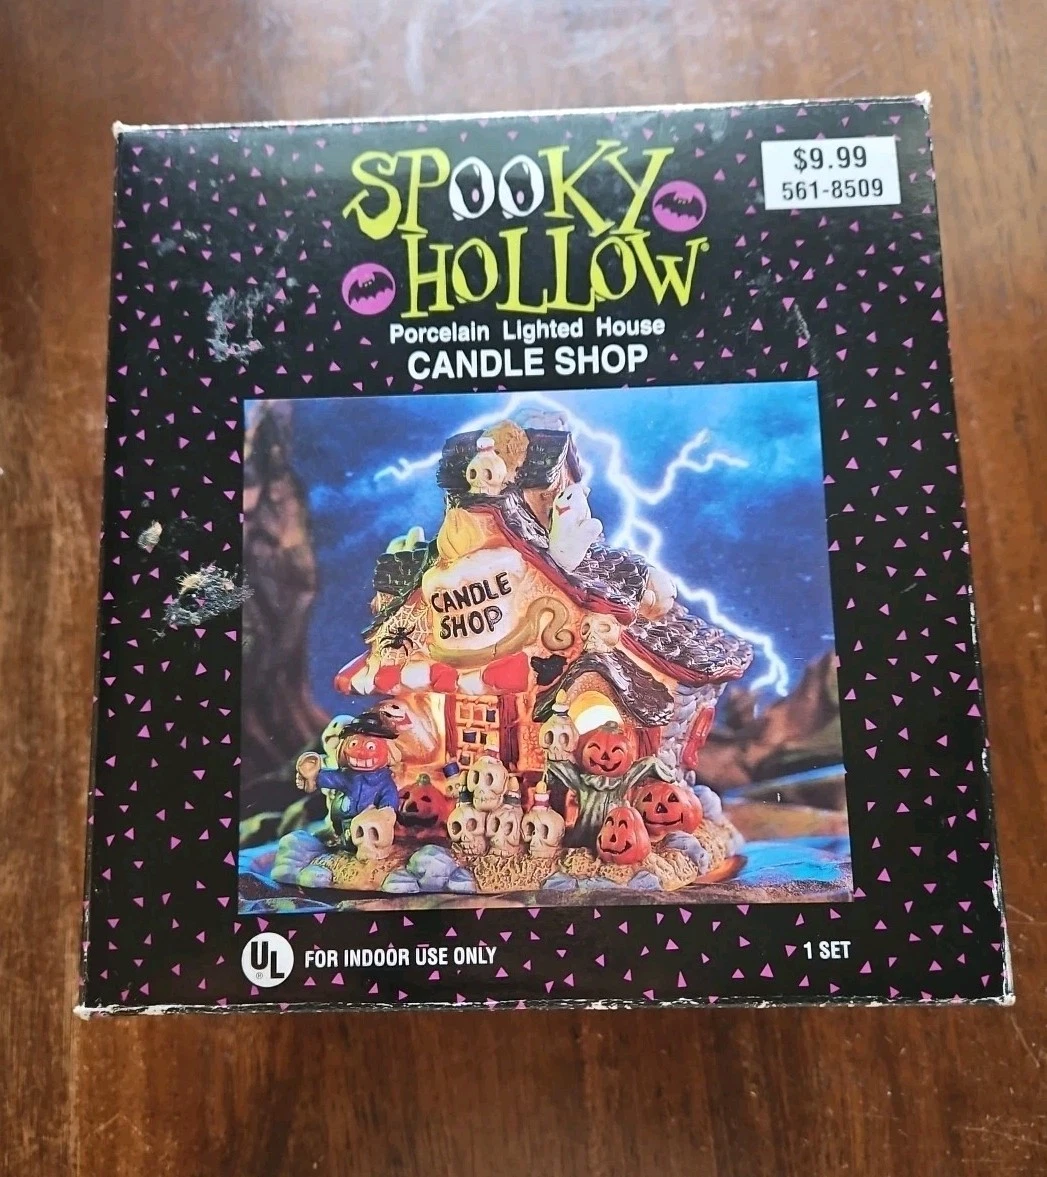 $9.99
561-8509
SPOOKY
HOLLOW®
Porcelain Lighted House
CANDLE SHOP
CANDLE
SHOP
UL ®
FOR INDOOR USE ONLY
1 SET